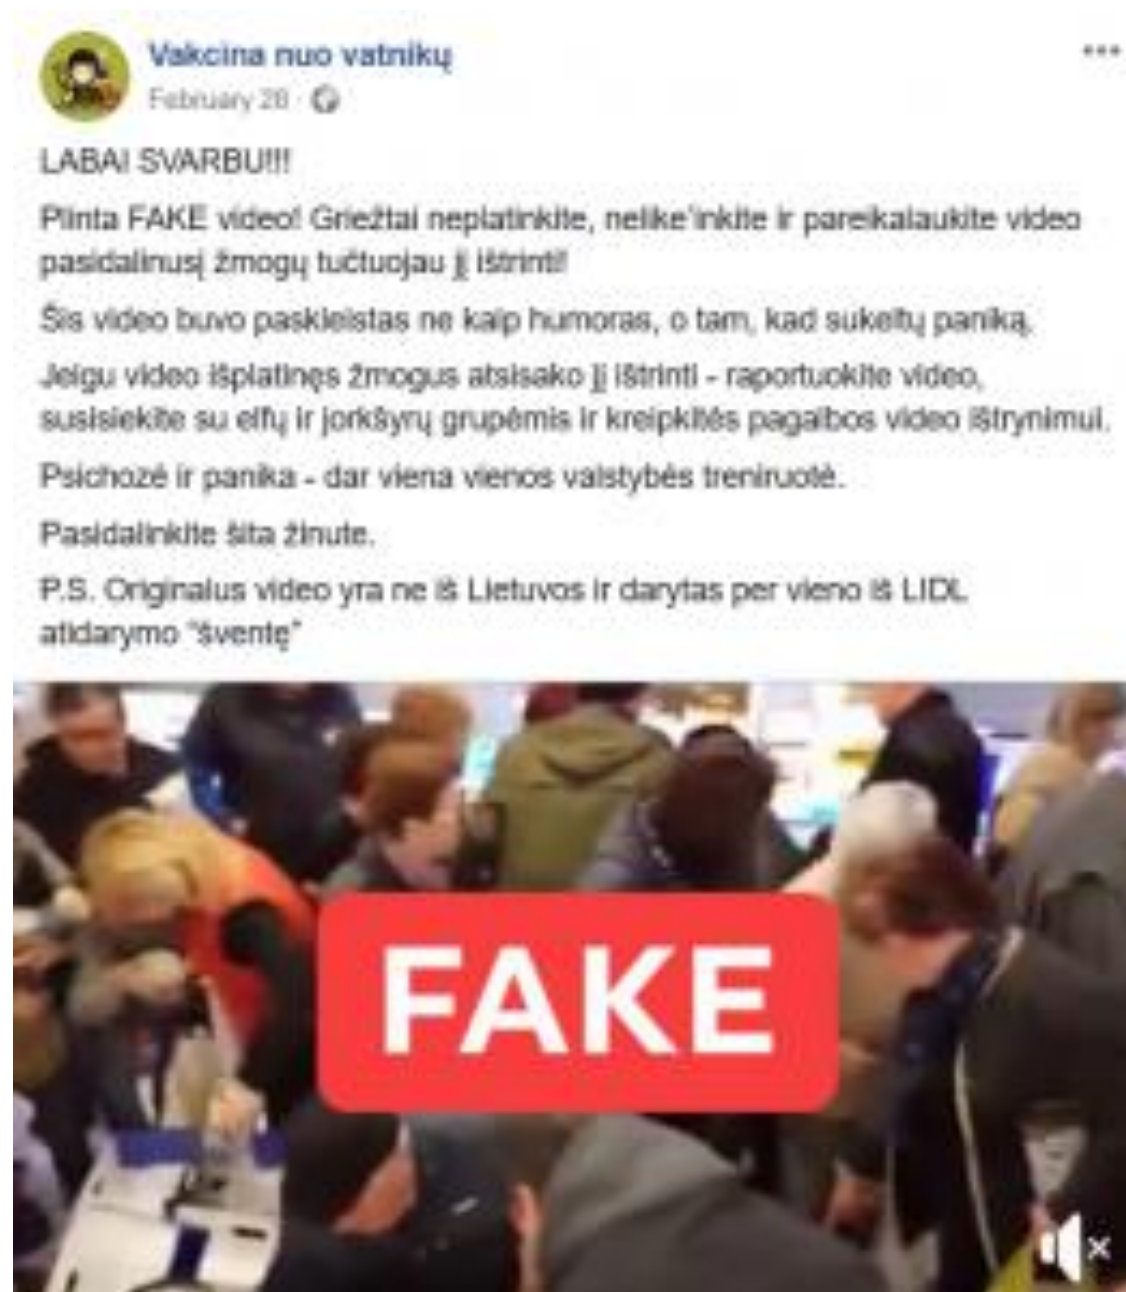 Vakcina nuo vatnikų
February 28
LABAI SVARBU!!!
Plinta FAKE video! Griežtai neplatinkite, nelike'inkite ir pareikalaukite video
pasidalinusį žmogų tučtuojau jį ištrinti!
Šis video buvo paskleistas ne kaip humoras, o tam, kad sukeltų paniką.
Jeigu video išplatinęs žmogus atsisako jį ištrinti - raportuokite video,
susisiekite su elfų ir jorkšyrų grupėmis ir kreipkitės pagalbos video ištrynimui.
Psichozė ir panika - dar viena vienos valstybės treniruotė.
Pasidalinkite šita žinute.
P.S. Originalus video yra ne iš Lietuvos ir darytas per vieno iš LIDL
atidarymo "šventę"
FAKE